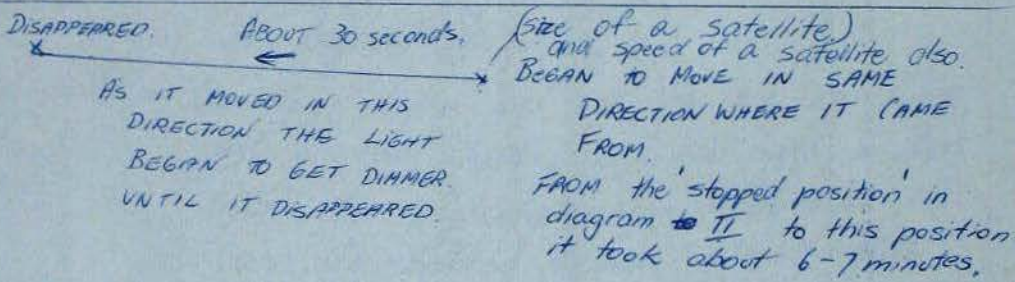 DISAPPEARED.
ABOUT 30 seconds.
AS IT MOVED IN THIS
DIRECTION THE LIGHT
BEGAN TO GET DIMMER.
UNTIL IT DISAPPEARED.
(size of a satellite.)
and speed of a satellite also.
BEGAN TO MOVE IN SAME
DIRECTION WHERE IT CAME
FROM.
FROM the 'stopped position' in
diagram II to this position
it took about 6-7 minutes.